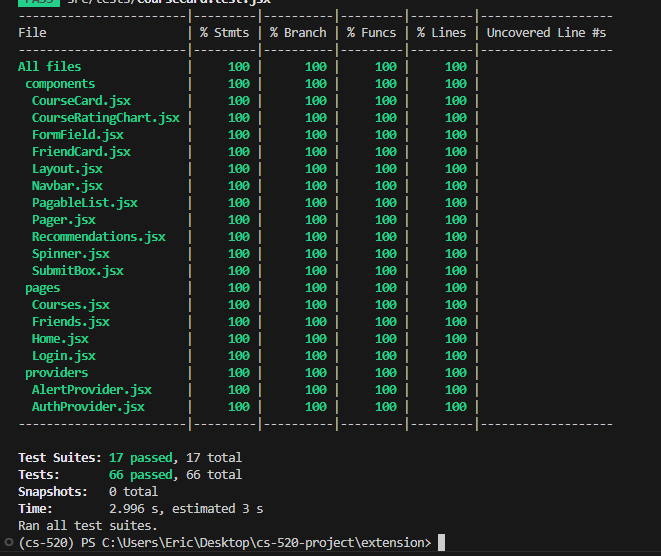 PASS src/tests/CourseCard.test.jsx
--------------------------|---------|----------|---------|---------|-------------------
File                      | % Stmts | % Branch | % Funcs | % Lines | Uncovered Line #s
--------------------------|---------|----------|---------|---------|-------------------
All files                 |     100 |      100 |     100 |     100 |
 components               |     100 |      100 |     100 |     100 |
  CourseCard.jsx          |     100 |      100 |     100 |     100 |
  CourseRatingChart.jsx   |     100 |      100 |     100 |     100 |
  FormField.jsx           |     100 |      100 |     100 |     100 |
  FriendCard.jsx          |     100 |      100 |     100 |     100 |
  Layout.jsx              |     100 |      100 |     100 |     100 |
  Navbar.jsx              |     100 |      100 |     100 |     100 |
  PagableList.jsx         |     100 |      100 |     100 |     100 |
  Pager.jsx               |     100 |      100 |     100 |     100 |
  Recommendations.jsx     |     100 |      100 |     100 |     100 |
  Spinner.jsx             |     100 |      100 |     100 |     100 |
  SubmitBox.jsx           |     100 |      100 |     100 |     100 |
 pages                    |     100 |      100 |     100 |     100 |
  Courses.jsx             |     100 |      100 |     100 |     100 |
  Friends.jsx             |     100 |      100 |     100 |     100 |
  Home.jsx                |     100 |      100 |     100 |     100 |
  Login.jsx               |     100 |      100 |     100 |     100 |
 providers                |     100 |      100 |     100 |     100 |
  AlertProvider.jsx       |     100 |      100 |     100 |     100 |
  AuthProvider.jsx        |     100 |      100 |     100 |     100 |
--------------------------|---------|----------|---------|---------|-------------------
Test Suites: 17 passed, 17 total
Tests:       66 passed, 66 total
Snapshots:   0 total
Time:        2.996 s, estimated 3 s
Ran all test suites.
(cs-520) PS C:\Users\Eric\Desktop\cs-520-project\extension>